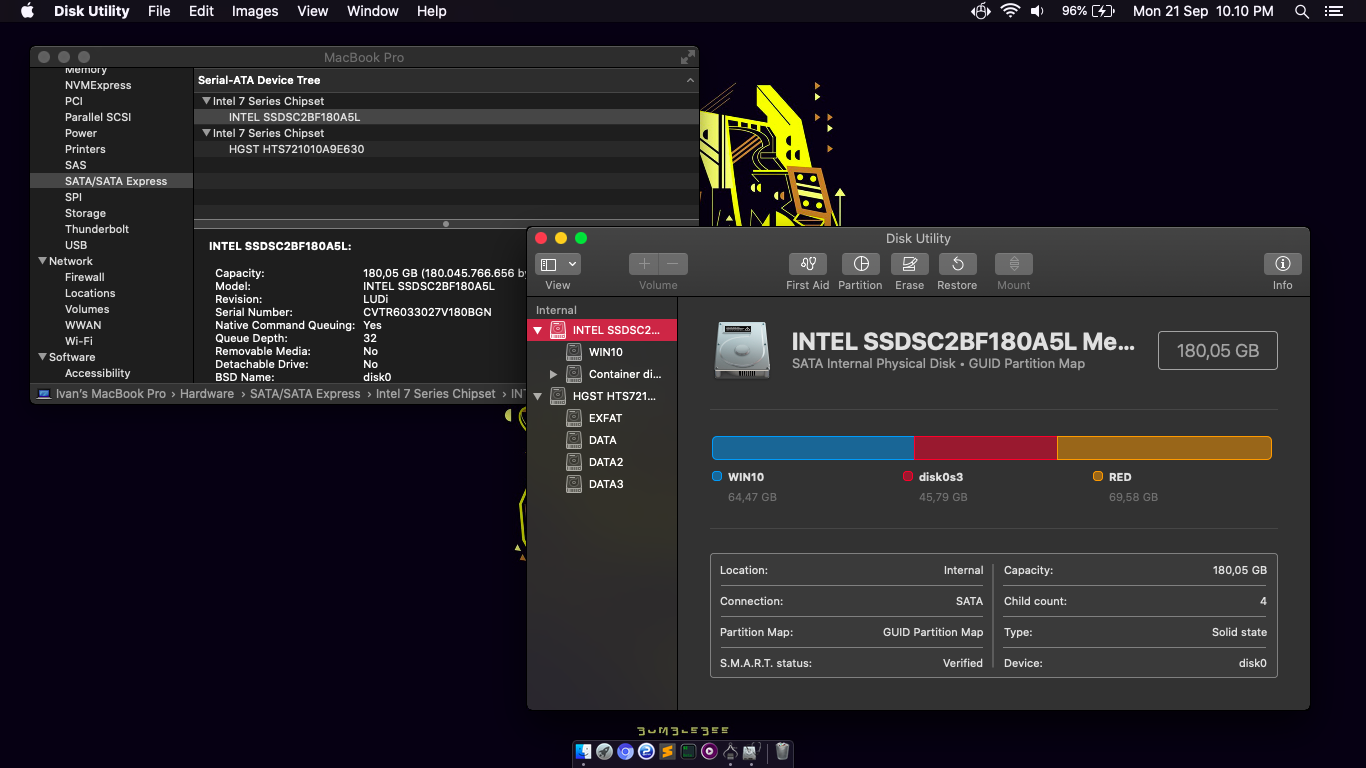 Disk Utility File Edit Images View Window Help 96% Mon 21 Sep 10.10 PM
MacBook Pro
Memory
NVMExpress
PCI
Parallel SCSI
Power
Printers
SAS
SATA/SATA Express
SPI
Storage
Thunderbolt
USB
Network
Firewall
Locations
Volumes
WWAN
Wi-Fi
Software
Accessibility
Serial-ATA Device Tree
Intel 7 Series Chipset
INTEL SSDSC2BF180A5L
Intel 7 Series Chipset
HGST HTS721010A9E630
INTEL SSDSC2BF180A5L:
Capacity: 180,05 GB (180.045.766.656 by
Model: INTEL SSDSC2BF180A5L
Revision: LUDi
Serial Number: CVTR6033027V180BGN
Native Command Queuing: Yes
Queue Depth: 32
Removable Media: No
Detachable Drive: No
BSD Name: disk0
Ivan's MacBook Pro › Hardware › SATA/SATA Express › Intel 7 Series Chipset › INT
Disk Utility
View Volume First Aid Partition Erase Restore Mount Info
Internal
INTEL SSDSC2...
WIN10
Container di...
HGST HTS721...
EXFAT
DATA
DATA2
DATA3
INTEL SSDSC2BF180A5L Me...
SATA Internal Physical Disk • GUID Partition Map
180,05 GB
WIN10 disk0s3 RED
64,47 GB 45,79 GB 69,58 GB
Location: Internal Capacity: 180,05 GB
Connection: SATA Child count: 4
Partition Map: GUID Partition Map Type: Solid state
S.M.A.R.T. status: Verified Device: disk0